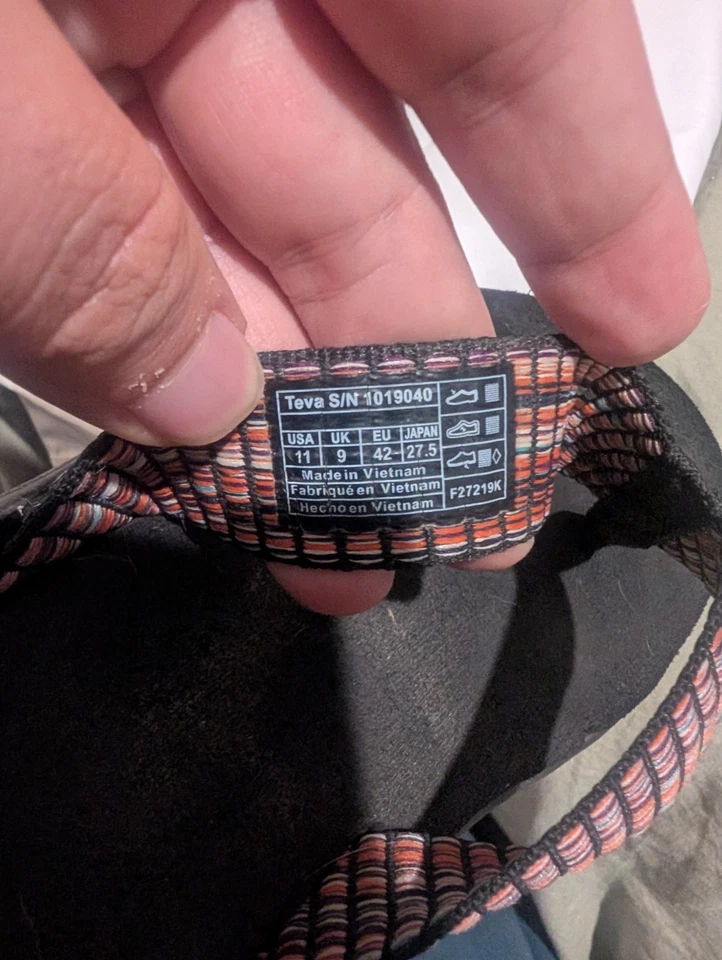 Teva S/N 1019040
USA UK EU JAPAN
11 9 42 27.5
Made in Vietnam
Fabriqué en Vietnam
Hecho en Vietnam
F27219K